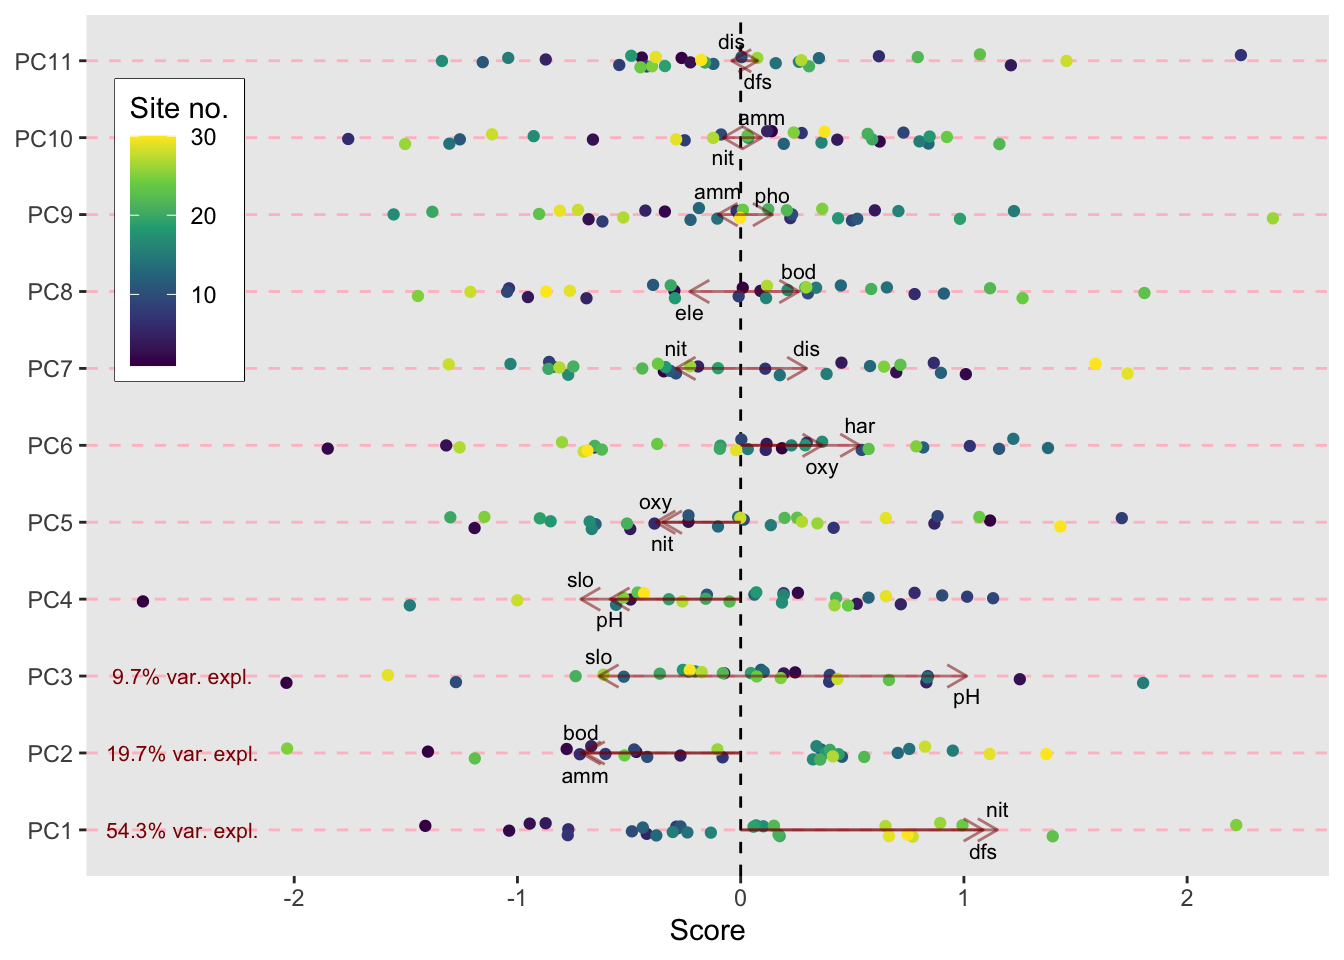 dis
PC11
dfs
Site no.
30
20
10
amm
PC10
nit
amm
pho
PC9
bod
PC8
ele
nit
dis
PC7
har
PC6
oxy
oxy
PC5
nit
slo
PC4
pH
slo
PC3
9.7% var. expl.
pH
bod
PC2
19.7% var. expl.
amm
nit
PC1
54.3% var. expl.
dfs
-2
-1
0
1
2
Score